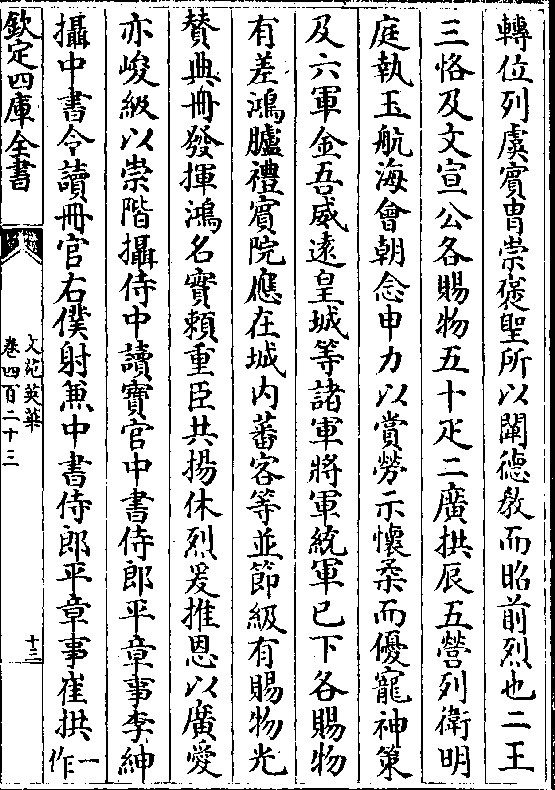 轉位列虞賓胄崇褒聖所以闡德教而昭前烈也二王
三恪及文宣公各賜物五十疋二廣拱辰五營列衛明
庭執玉航海會朝念申力以賞勞示懷柔而優寵神策
及六軍金吾威遠皇城等諸軍將軍統軍已下各賜物
有差鴻臚禮賓院應在城內蕃客等並節級有賜物光
贊典冊發揮鴻名實賴重臣共揚休烈爰推恩以廣愛
亦峻級以崇階攝侍中讀寶官中書侍郎平章事李紳
攝中書令讀冊官右僕射兼中書侍郎平章事崔拱一作
欽定四庫全書
文苑英華
卷四百二十三
十三